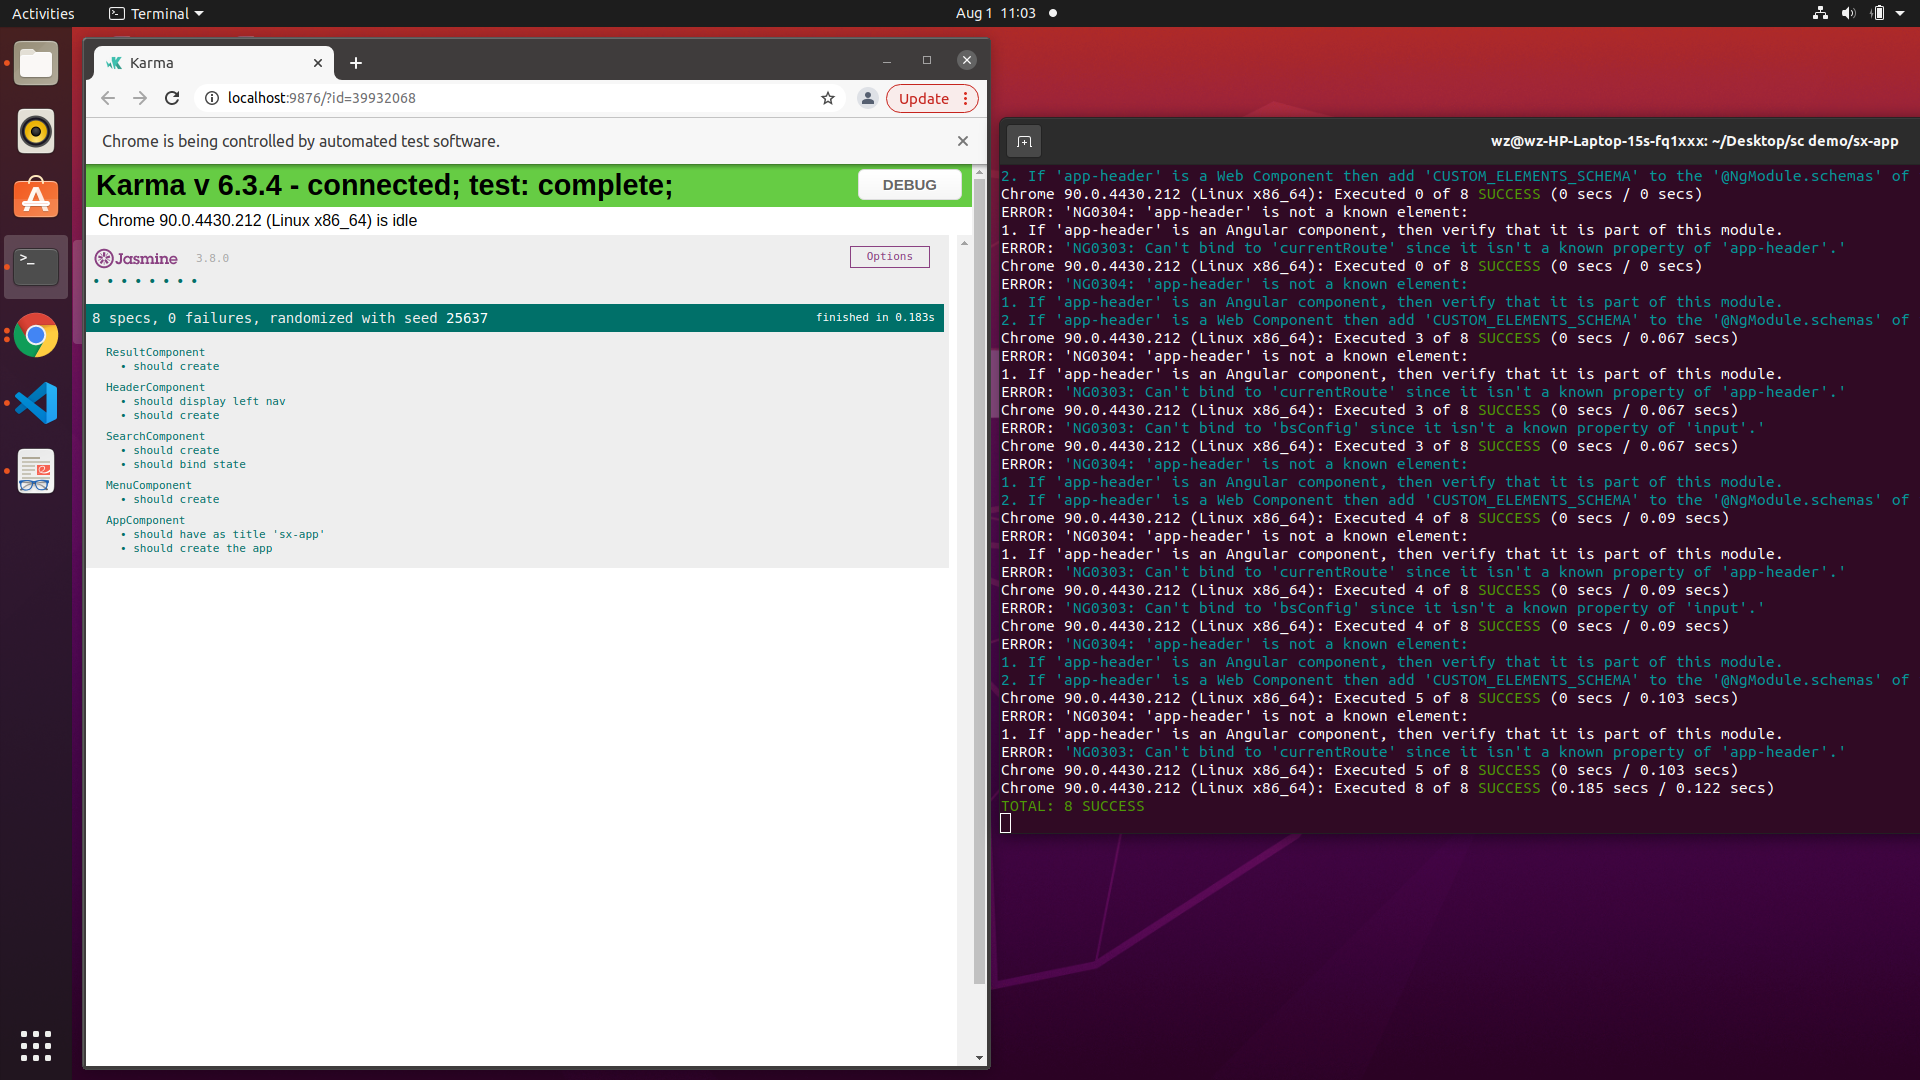 Activities
Terminal
Aug 1 11:03
Karma
localhost:9876/?id=39932068
Update
Chrome is being controlled by automated test software.
Karma v 6.3.4 - connected; test: complete;
DEBUG
Chrome 90.0.4430.212 (Linux x86_64) is idle
Jasmine
3.8.0
Options
• • • • • • • •
8 specs, 0 failures, randomized with seed 25637
finished in 0.183s
ResultComponent
• should create
HeaderComponent
• should display left nav
• should create
SearchComponent
• should create
• should bind state
MenuComponent
• should create
AppComponent
• should have as title 'sx-app'
• should create the app
wz@wz-HP-Laptop-15s-fq1xxx: ~/Desktop/sc demo/sx-app
2. If 'app-header' is a Web Component then add 'CUSTOM_ELEMENTS_SCHEMA' to the '@NgModule.schemas' of
Chrome 90.0.4430.212 (Linux x86_64): Executed 0 of 8 SUCCESS (0 secs / 0 secs)
ERROR: 'NG0304: 'app-header' is not a known element:
1. If 'app-header' is an Angular component, then verify that it is part of this module.
ERROR: 'NG0303: Can't bind to 'currentRoute' since it isn't a known property of 'app-header'.'
Chrome 90.0.4430.212 (Linux x86_64): Executed 0 of 8 SUCCESS (0 secs / 0 secs)
ERROR: 'NG0304: 'app-header' is not a known element:
1. If 'app-header' is an Angular component, then verify that it is part of this module.
2. If 'app-header' is a Web Component then add 'CUSTOM_ELEMENTS_SCHEMA' to the '@NgModule.schemas' of
Chrome 90.0.4430.212 (Linux x86_64): Executed 3 of 8 SUCCESS (0 secs / 0.067 secs)
ERROR: 'NG0304: 'app-header' is not a known element:
1. If 'app-header' is an Angular component, then verify that it is part of this module.
ERROR: 'NG0303: Can't bind to 'currentRoute' since it isn't a known property of 'app-header'.'
Chrome 90.0.4430.212 (Linux x86_64): Executed 3 of 8 SUCCESS (0 secs / 0.067 secs)
ERROR: 'NG0303: Can't bind to 'bsConfig' since it isn't a known property of 'input'.'
Chrome 90.0.4430.212 (Linux x86_64): Executed 3 of 8 SUCCESS (0 secs / 0.067 secs)
ERROR: 'NG0304: 'app-header' is not a known element:
1. If 'app-header' is an Angular component, then verify that it is part of this module.
2. If 'app-header' is a Web Component then add 'CUSTOM_ELEMENTS_SCHEMA' to the '@NgModule.schemas' of
Chrome 90.0.4430.212 (Linux x86_64): Executed 4 of 8 SUCCESS (0 secs / 0.09 secs)
ERROR: 'NG0304: 'app-header' is not a known element:
1. If 'app-header' is an Angular component, then verify that it is part of this module.
ERROR: 'NG0303: Can't bind to 'currentRoute' since it isn't a known property of 'app-header'.'
Chrome 90.0.4430.212 (Linux x86_64): Executed 4 of 8 SUCCESS (0 secs / 0.09 secs)
ERROR: 'NG0303: Can't bind to 'bsConfig' since it isn't a known property of 'input'.'
Chrome 90.0.4430.212 (Linux x86_64): Executed 4 of 8 SUCCESS (0 secs / 0.09 secs)
ERROR: 'NG0304: 'app-header' is not a known element:
1. If 'app-header' is an Angular component, then verify that it is part of this module.
2. If 'app-header' is a Web Component then add 'CUSTOM_ELEMENTS_SCHEMA' to the '@NgModule.schemas' of
Chrome 90.0.4430.212 (Linux x86_64): Executed 5 of 8 SUCCESS (0 secs / 0.103 secs)
ERROR: 'NG0304: 'app-header' is not a known element:
1. If 'app-header' is an Angular component, then verify that it is part of this module.
ERROR: 'NG0303: Can't bind to 'currentRoute' since it isn't a known property of 'app-header'.'
Chrome 90.0.4430.212 (Linux x86_64): Executed 5 of 8 SUCCESS (0 secs / 0.103 secs)
Chrome 90.0.4430.212 (Linux x86_64): Executed 8 of 8 SUCCESS (0.185 secs / 0.122 secs)
TOTAL: 8 SUCCESS